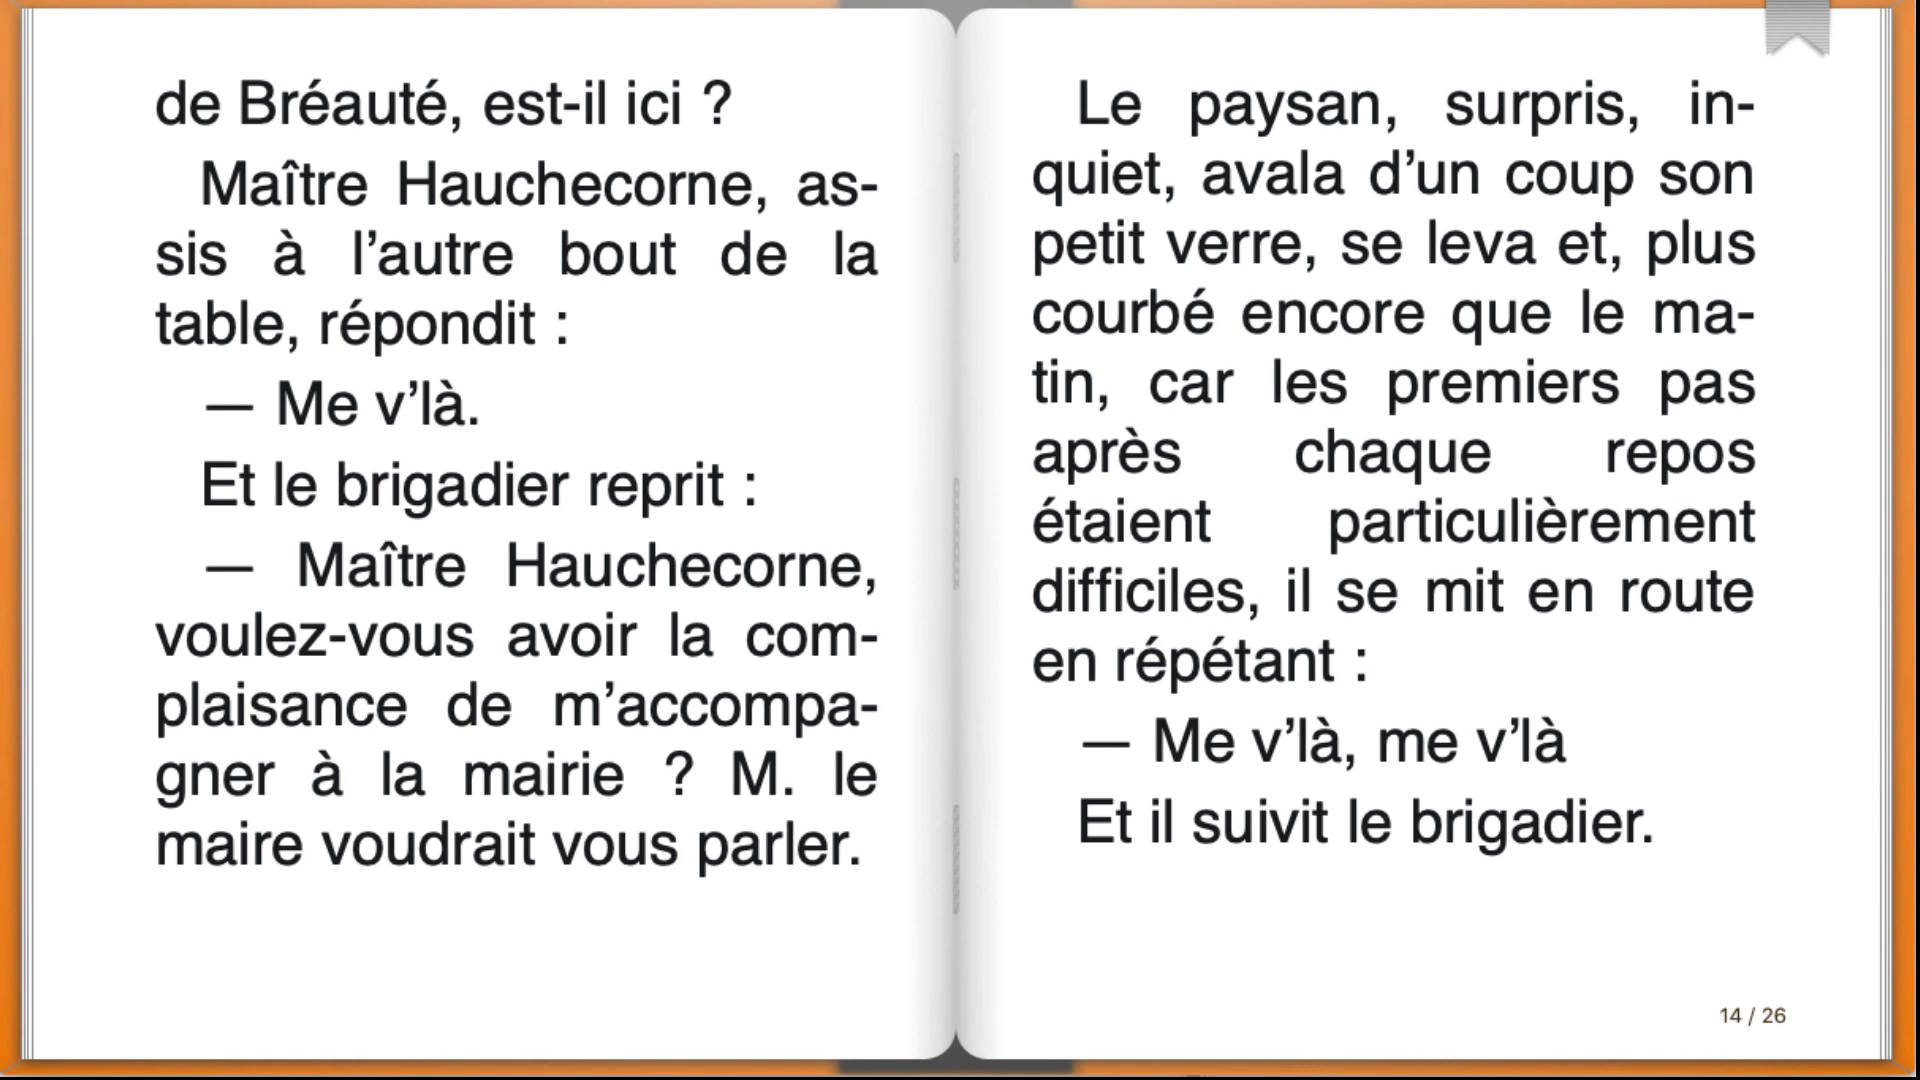 de Bréauté, est-il ici ?
Maître Hauchecorne, as-
sis à l’autre bout de la
table, répondit :
— Me v’là.
Et le brigadier reprit :
— Maître Hauchecorne,
voulez-vous avoir la com-
plaisance de m’accompa-
gner à la mairie ? M. le
maire voudrait vous parler.
Le paysan, surpris, in-
quiet, avala d’un coup son
petit verre, se leva et, plus
courbé encore que le ma-
tin, car les premiers pas
après chaque repos
étaient particulièrement
difficiles, il se mit en route
en répétant :
— Me v’là, me v’là
Et il suivit le brigadier.
14 / 26